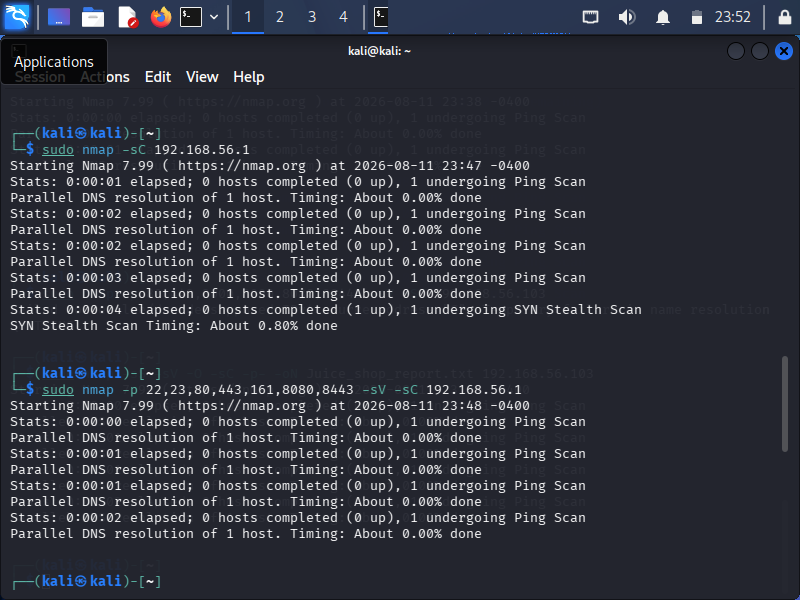 1 2 3 4 23:52
kali@kali: ~
Applications
Session Actions Edit View Help
Starting Nmap 7.99 ( https://nmap.org ) at 2026-08-11 23:38 -0400
┌──(kali㉿kali)-[~]
└─$ sudo nmap -sC 192.168.56.1
Starting Nmap 7.99 ( https://nmap.org ) at 2026-08-11 23:47 -0400
Stats: 0:00:01 elapsed; 0 hosts completed (0 up), 1 undergoing Ping Scan
Parallel DNS resolution of 1 host. Timing: About 0.00% done
Stats: 0:00:02 elapsed; 0 hosts completed (0 up), 1 undergoing Ping Scan
Parallel DNS resolution of 1 host. Timing: About 0.00% done
Stats: 0:00:02 elapsed; 0 hosts completed (0 up), 1 undergoing Ping Scan
Parallel DNS resolution of 1 host. Timing: About 0.00% done
Stats: 0:00:03 elapsed; 0 hosts completed (0 up), 1 undergoing Ping Scan
Parallel DNS resolution of 1 host. Timing: About 0.00% done
Stats: 0:00:04 elapsed; 0 hosts completed (1 up), 1 undergoing SYN Stealth Scan
SYN Stealth Scan Timing: About 0.80% done
┌──(kali㉿kali)-[~]
└─$ sudo nmap -p 22,23,80,443,161,8080,8443 -sV -sC 192.168.56.1
Starting Nmap 7.99 ( https://nmap.org ) at 2026-08-11 23:48 -0400
Stats: 0:00:00 elapsed; 0 hosts completed (0 up), 1 undergoing Ping Scan
Parallel DNS resolution of 1 host. Timing: About 0.00% done
Stats: 0:00:01 elapsed; 0 hosts completed (0 up), 1 undergoing Ping Scan
Parallel DNS resolution of 1 host. Timing: About 0.00% done
Stats: 0:00:01 elapsed; 0 hosts completed (0 up), 1 undergoing Ping Scan
Parallel DNS resolution of 1 host. Timing: About 0.00% done
Stats: 0:00:02 elapsed; 0 hosts completed (0 up), 1 undergoing Ping Scan
Parallel DNS resolution of 1 host. Timing: About 0.00% done
┌──(kali㉿kali)-[~]